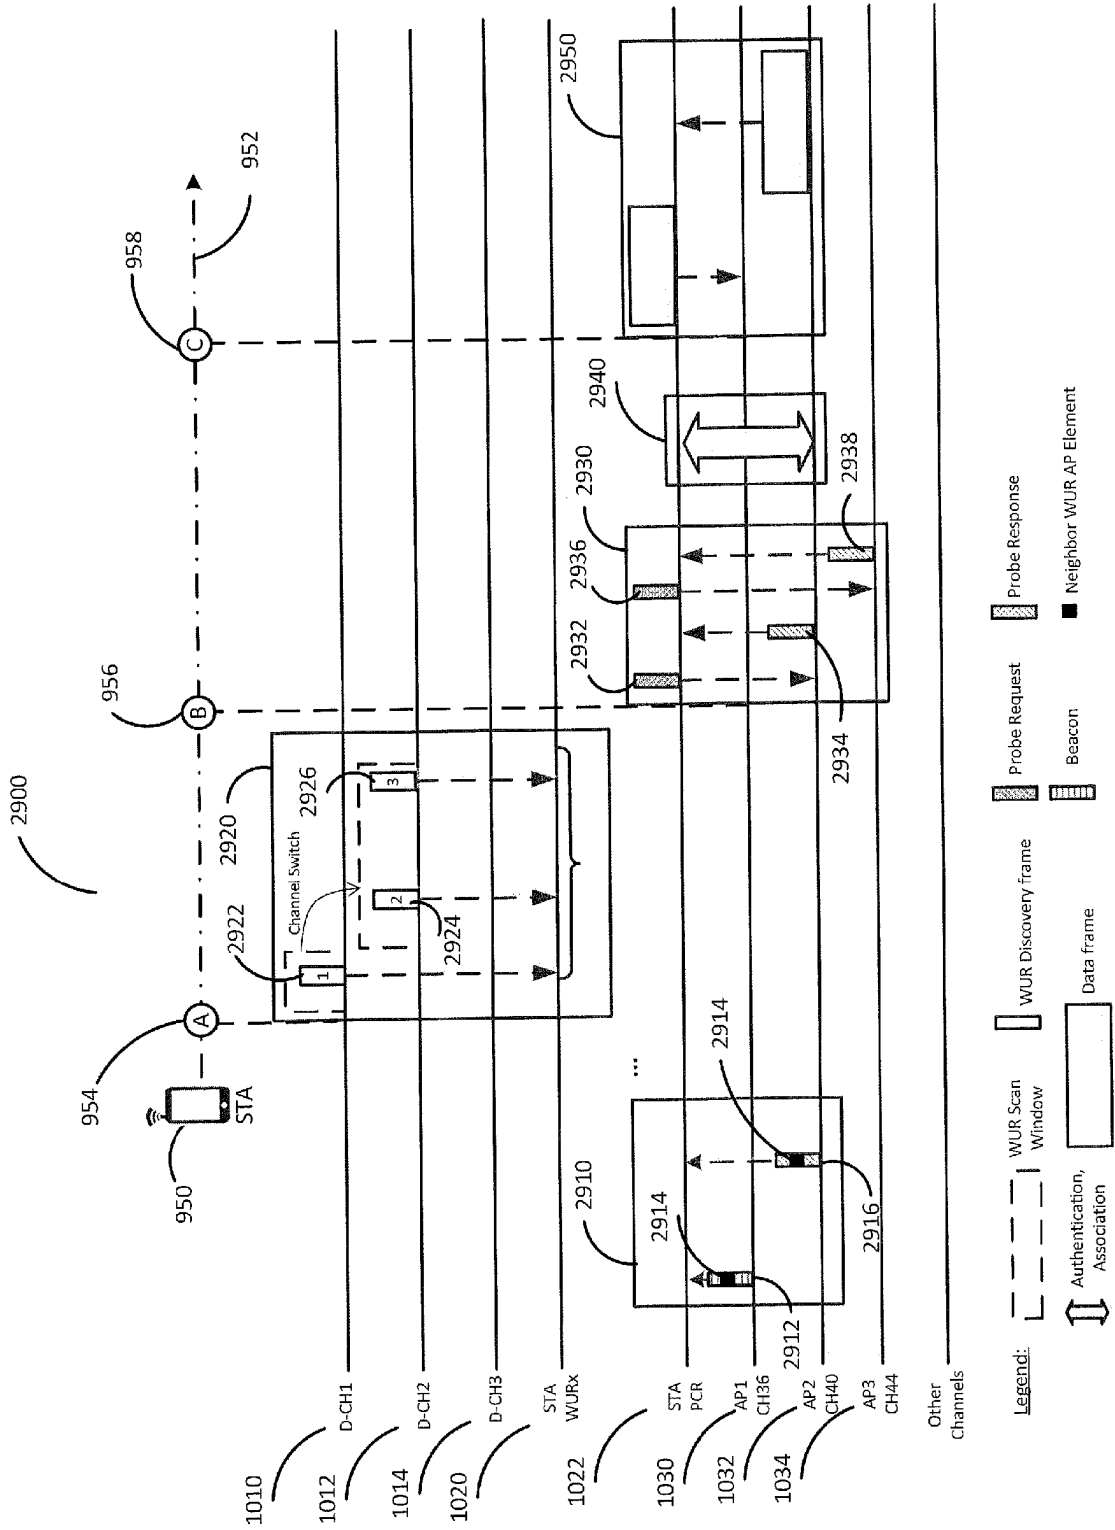 2900
950
STA
954
A
956
B
958
C
952
1010
D-CH1
1012
D-CH2
1014
D-CH3
1020
STA
WURx
1022
STA
PCR
1030
AP1
CH36
1032
AP2
CH40
1034
AP3
CH44
Other
Channels
2920
2922
1
Channel Switch
2
2924
3
2926
2910
2914
2912
2914
2916
...
2930
2932
2934
2936
2938
2940
2950
Legend:
WUR Scan
Window
WUR Discovery frame
Probe Request
Probe Response
Authentication,
Association
Data frame
Beacon
Neighbor WUR AP Element